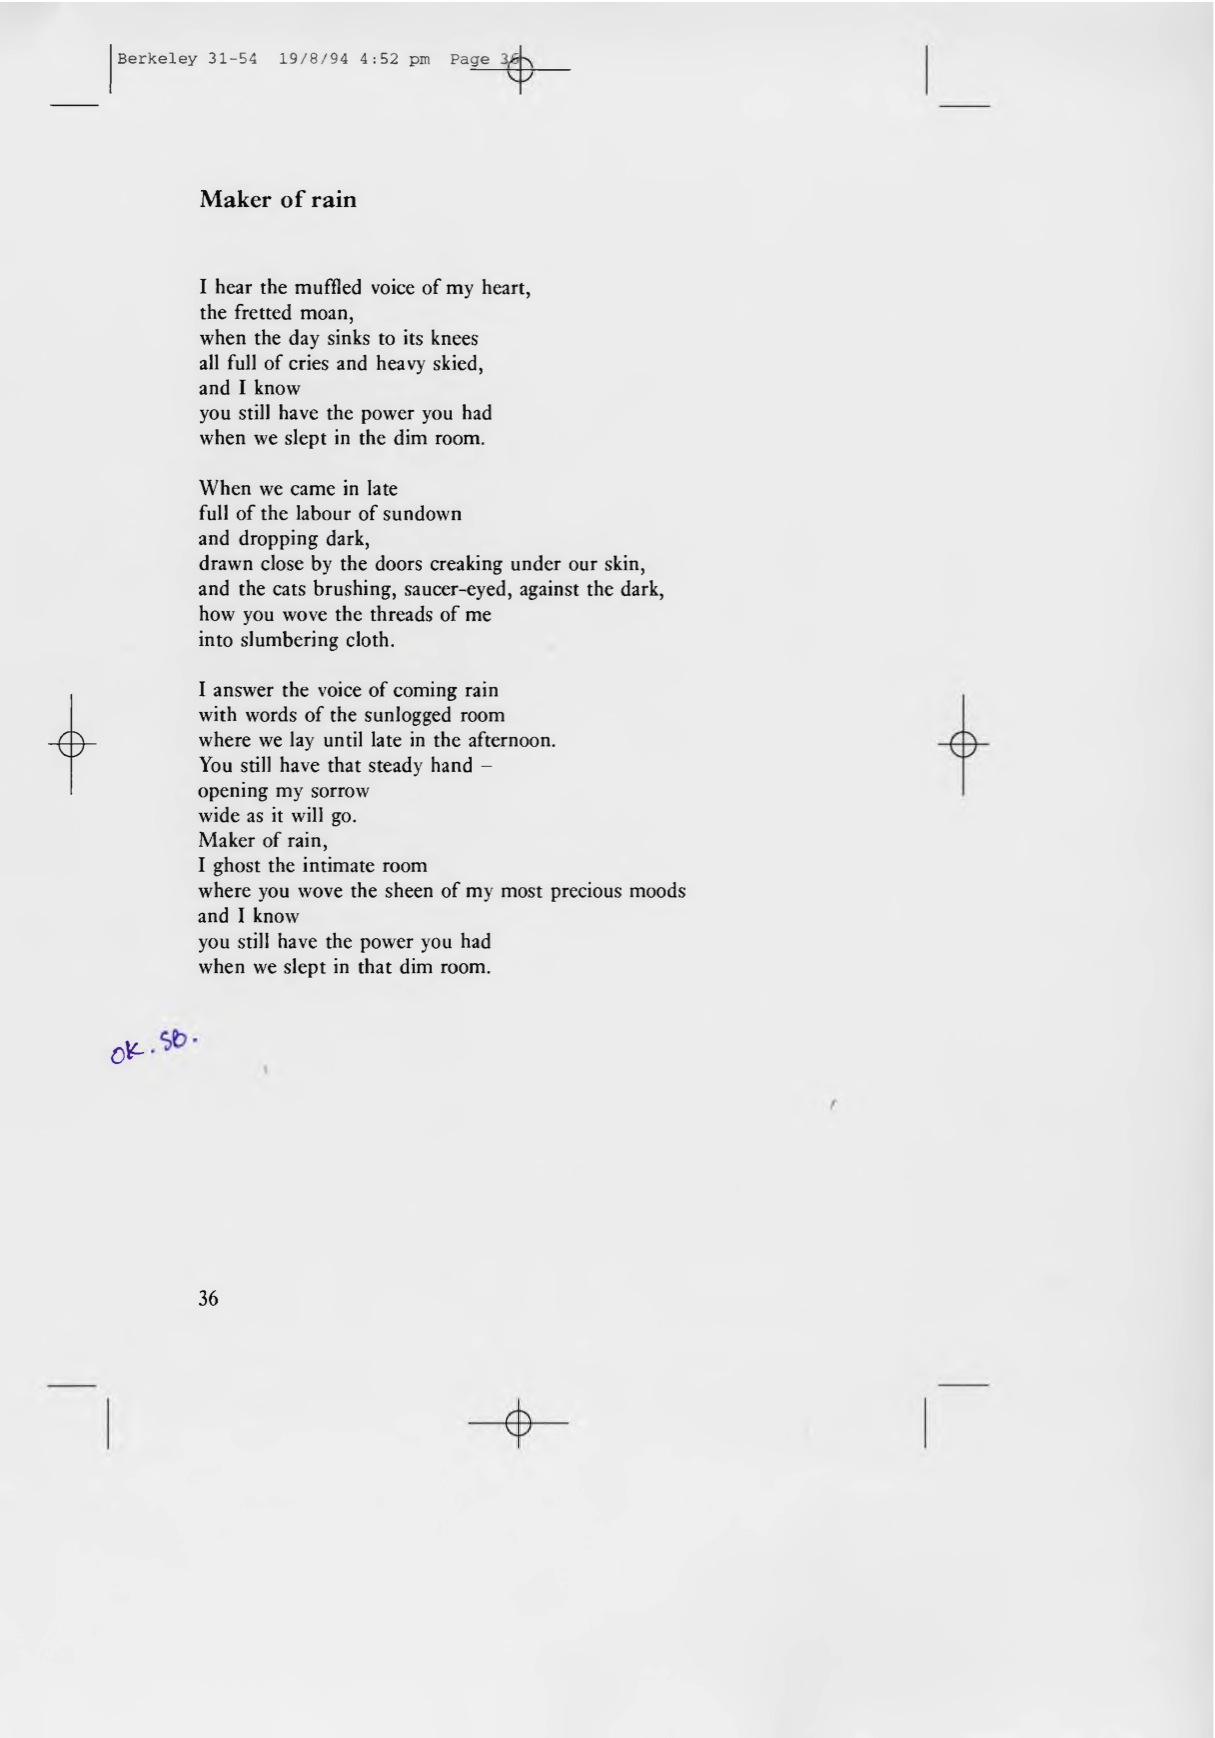 Berkeley 31-54 19/8/94 4:52 pm Page 36
Maker of rain
I hear the muffled voice of my heart,
the fretted moan,
when the day sinks to its knees
all full of cries and heavy skied,
and I know
you still have the power you had
when we slept in the dim room.
When we came in late
full of the labour of sundown
and dropping dark,
drawn close by the doors creaking under our skin,
and the cats brushing, saucer-eyed, against the dark,
how you wove the threads of me
into slumbering cloth.
I answer the voice of coming rain
with words of the sunlogged room
where we lay until late in the afternoon.
You still have that steady hand –
opening my sorrow
wide as it will go.
Maker of rain,
I ghost the intimate room
where you wove the sheen of my most precious moods
and I know
you still have the power you had
when we slept in that dim room.
OK. SB.
36